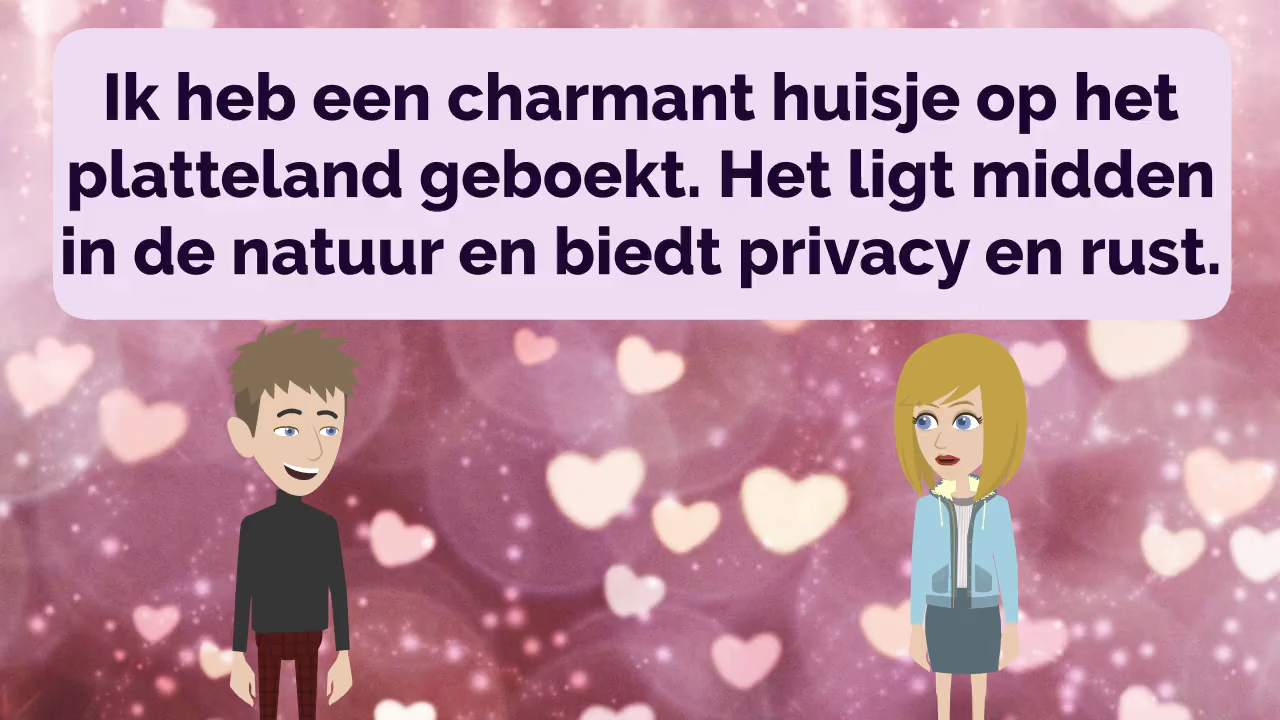 Ik heb een charmant huisje op het
platteland geboekt. Het ligt midden
in de natuur en biedt privacy en rust.